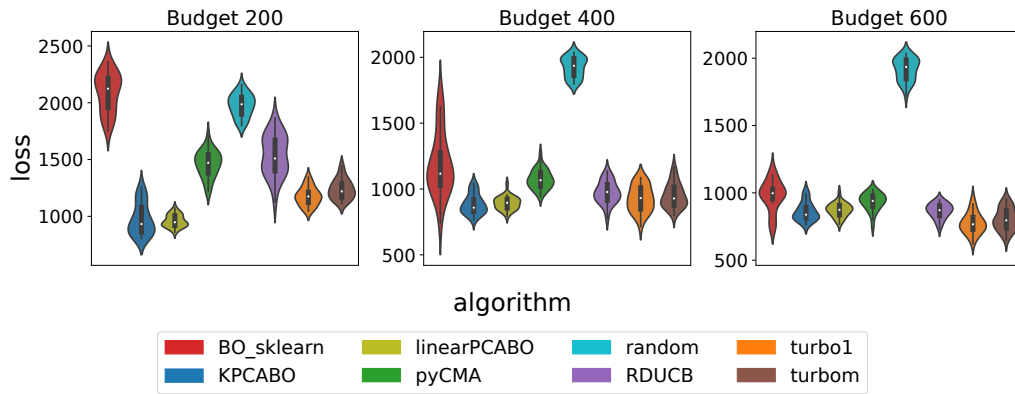 Budget 200 Budget 400 Budget 600
2500
2000
1500
1000
2000
1500
1000
500
2000
1500
1000
500
loss
algorithm
BO_sklearn linearPCABO random turbo1
KPCABO pyCMA RDUCB turbom